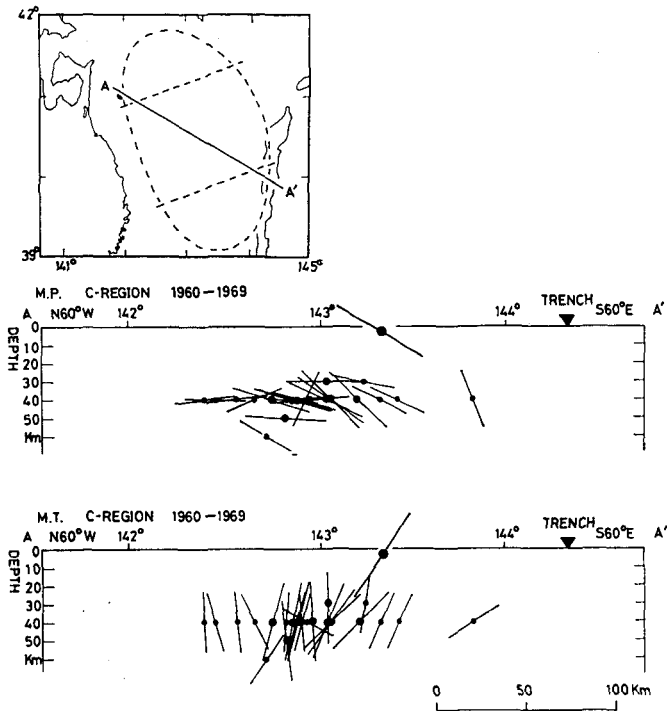 42°
A
A'
39°
141°
145°
M.P. C-REGION 1960-1969
A N60°W 142° 143° 144° TRENCH S60°E A'
DEPTH
0
10
20
30
40
50
Km
M.T. C-REGION 1960-1969
A N60°W 142° 143° 144° TRENCH S60°E A'
DEPTH
0
10
20
30
40
50
Km
0 50 100 Km